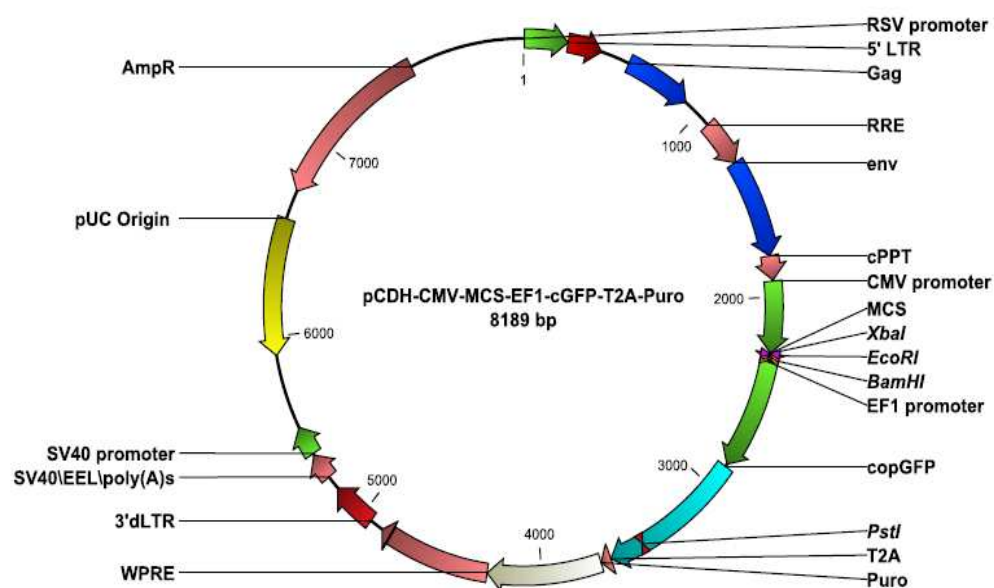 RSV promoter
5' LTR
Gag
RRE
env
cPPT
CMV promoter
MCS
XbaI
EcoRI
BamHI
EF1 promoter
copGFP
PstI
T2A
Puro
WPRE
3'dLTR
SV40\EEL\poly(A)s
SV40 promoter
pUC Origin
AmpR
1
1000
2000
3000
4000
5000
6000
7000
pCDH-CMV-MCS-EF1-cGFP-T2A-Puro
8189 bp